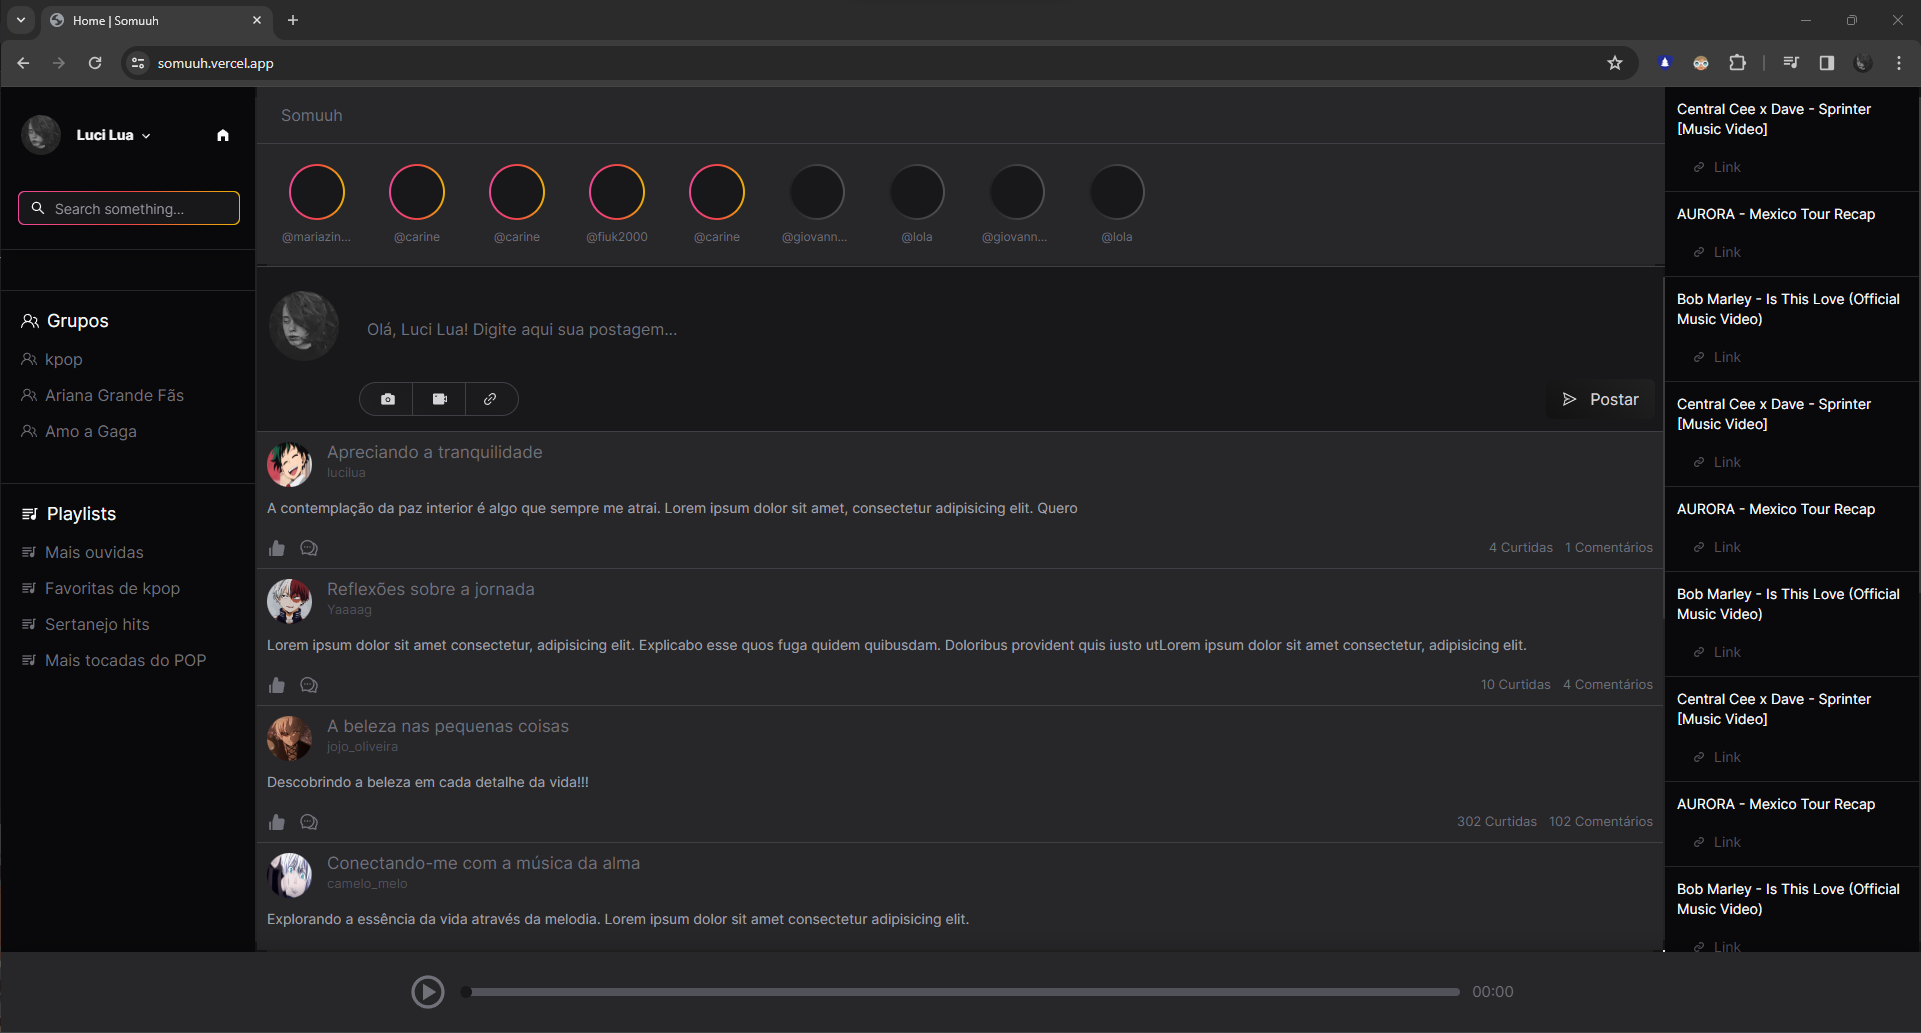 Home | Somuuh
somuuh.vercel.app
Luci Lua
Search something...
Grupos
kpop
Ariana Grande Fãs
Amo a Gaga
Playlists
Mais ouvidas
Favoritas de kpop
Sertanejo hits
Mais tocadas do POP
Somuuh
@mariazin... @carine @carine @fiuk2000 @carine @giovann... @lola @giovann... @lola
Olá, Luci Lua! Digite aqui sua postagem...
Postar
Apreciando a tranquilidade
lucilua
A contemplação da paz interior é algo que sempre me atrai. Lorem ipsum dolor sit amet, consectetur adipisicing elit. Quero
4 Curtidas 1 Comentários
Reflexões sobre a jornada
Yaaaag
Lorem ipsum dolor sit amet consectetur, adipisicing elit. Explicabo esse quos fuga quidem quibusdam. Doloribus provident quis iusto utLorem ipsum dolor sit amet consectetur, adipisicing elit.
10 Curtidas 4 Comentários
A beleza nas pequenas coisas
jojo_oliveira
Descobrindo a beleza em cada detalhe da vida!!!
302 Curtidas 102 Comentários
Conectando-me com a música da alma
camelo_melo
Explorando a essência da vida através da melodia. Lorem ipsum dolor sit amet consectetur adipisicing elit.
Central Cee x Dave - Sprinter
[Music Video]
Link
AURORA - Mexico Tour Recap
Link
Bob Marley - Is This Love (Official
Music Video)
Link
Central Cee x Dave - Sprinter
[Music Video]
Link
AURORA - Mexico Tour Recap
Link
Bob Marley - Is This Love (Official
Music Video)
Link
Central Cee x Dave - Sprinter
[Music Video]
Link
AURORA - Mexico Tour Recap
Link
Bob Marley - Is This Love (Official
Music Video)
Link
00:00